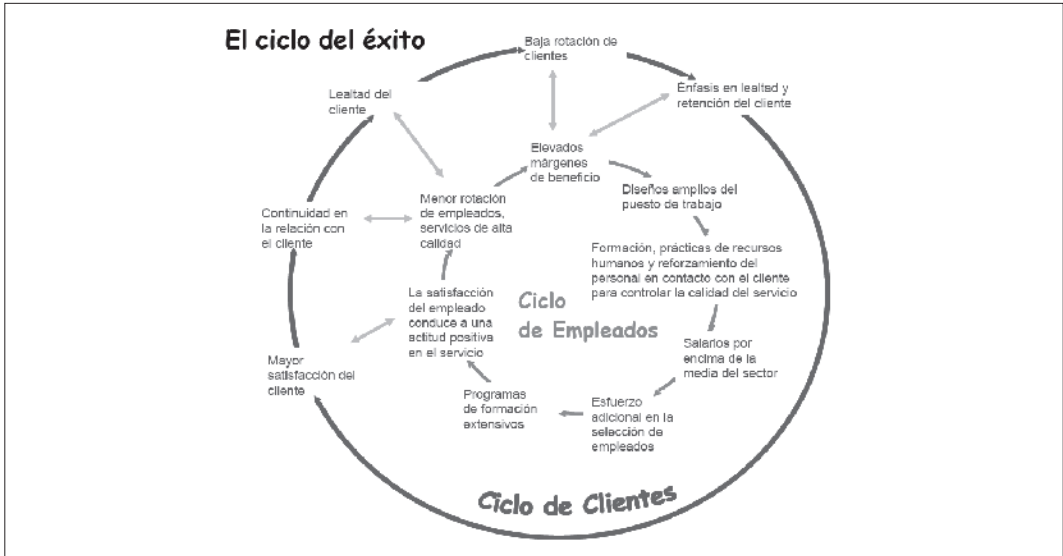 El ciclo del éxito
Baja rotación de
clientes
Énfasis en lealtad y
retención del cliente
Lealtad del
cliente
Elevados
márgenes
de beneficio
Diseños amplios del
puesto de trabajo
Menor rotación
de empleados,
servicios de alta
calidad
Continuidad en
la relación con
el cliente
Formación, prácticas de recursos
humanos y reforzamiento del
personal en contacto con el cliente
para controlar la calidad del servicio
La satisfacción
del empleado
conduce a una
actitud positiva
en el servicio
Ciclo
de Empleados
Salarios por
encima de la
media del sector
Mayor
satisfacción del
cliente
Programas
de formación
extensivos
Esfuerzo
adicional en la
selección de
empleados
Ciclo de Clientes